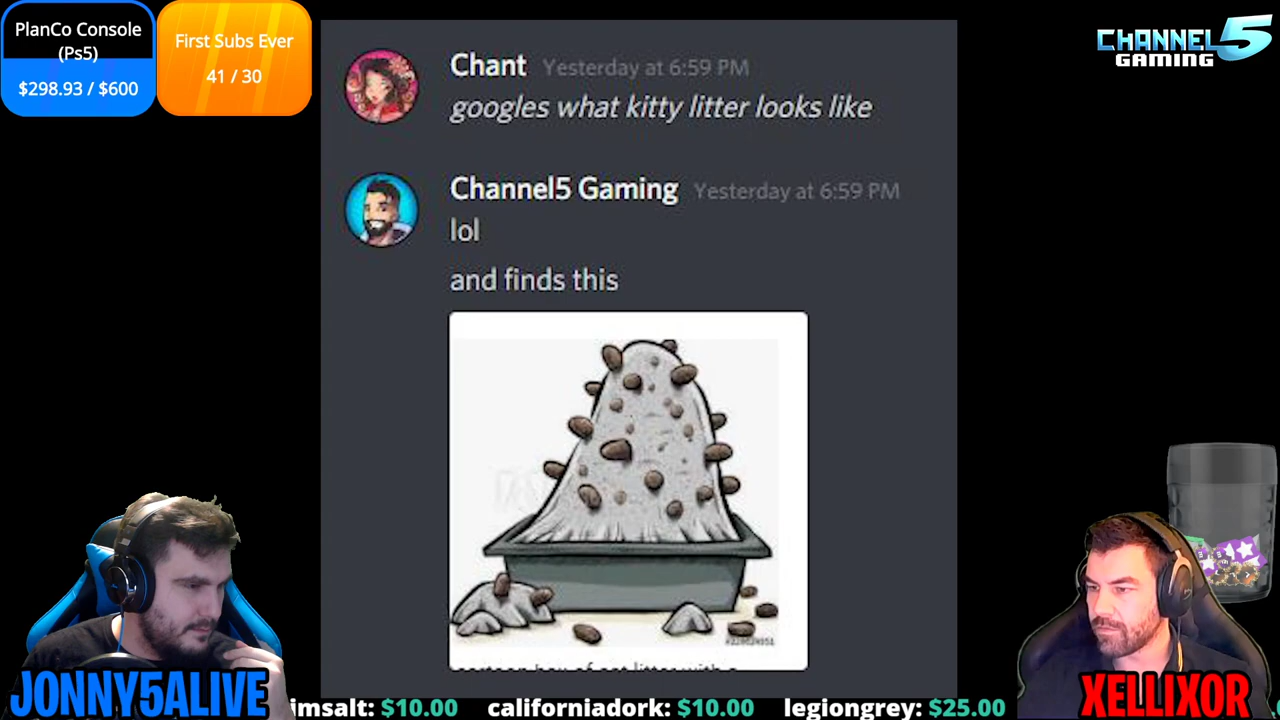 PlanCo Console
(Ps5)
$298.93 / $600
First Subs Ever
41 / 30
CHANNEL 5
GAMING
Chant Yesterday at 6:59 PM
googles what kitty litter looks like
Channel5 Gaming Yesterday at 6:59 PM
lol
and finds this
JONNY5ALIVE
XELLIXOR
imsalt: $10.00 californiadork: $10.00 legiongrey: $25.00